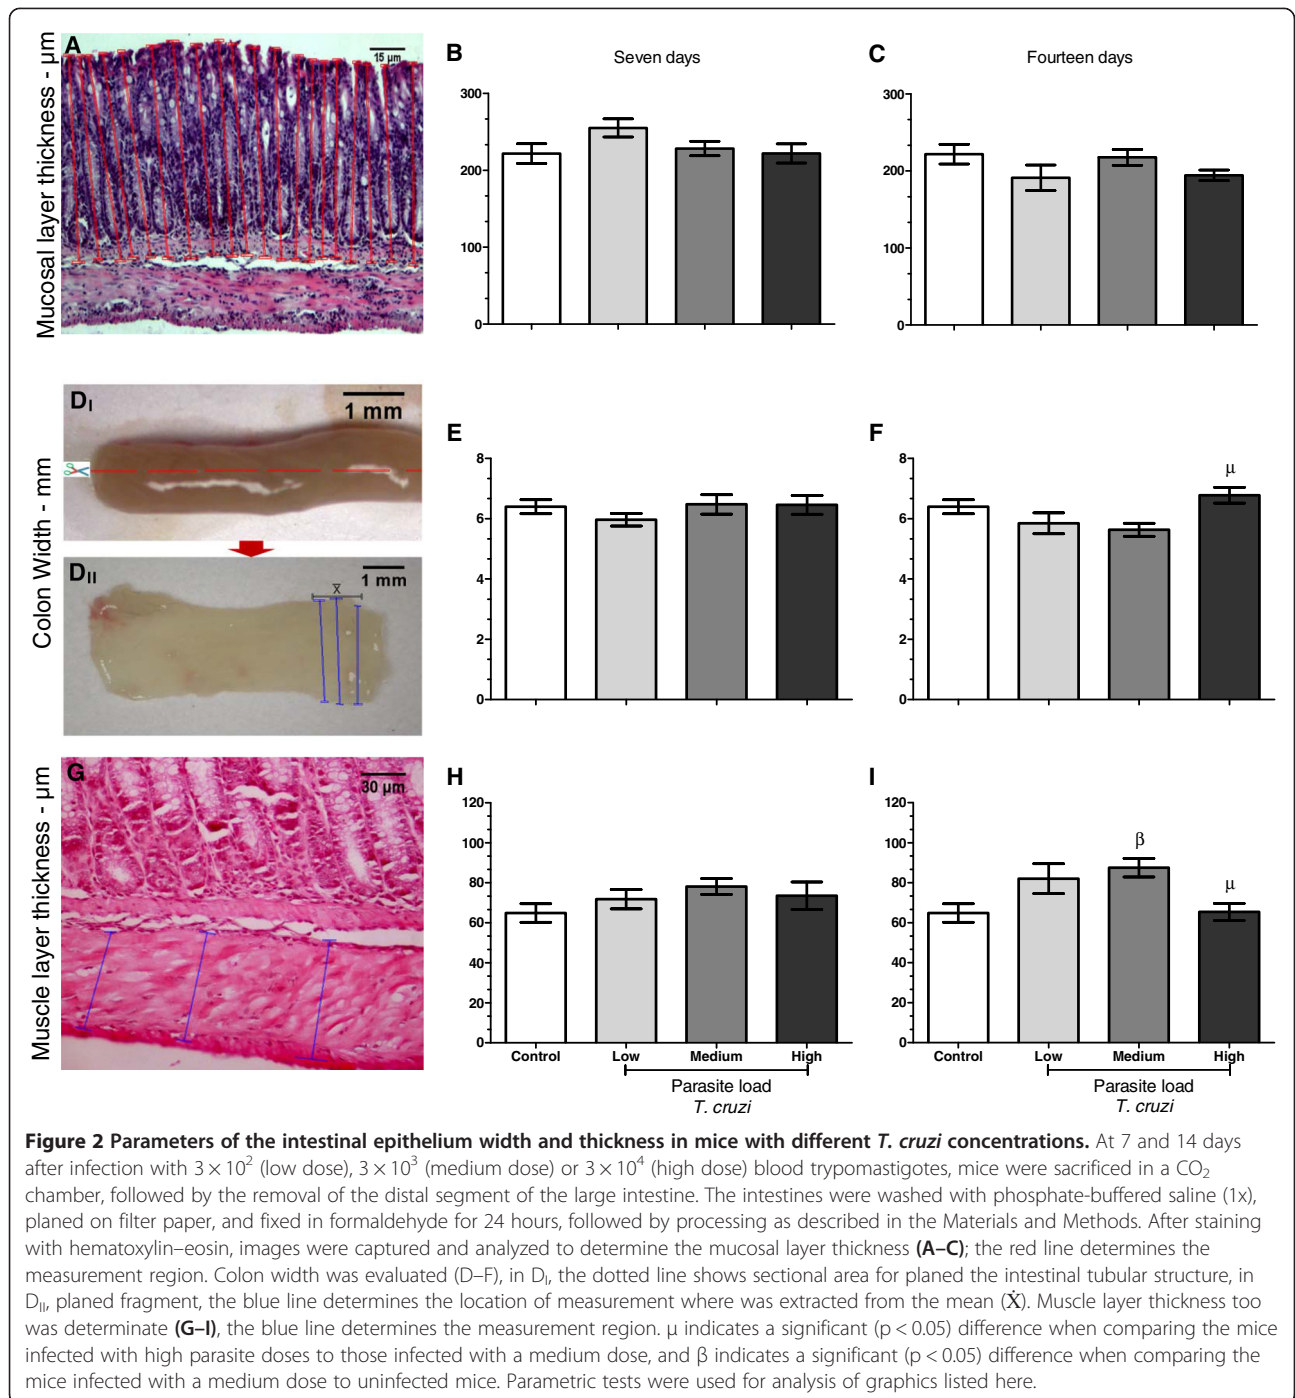 Mucosal layer thickness - µm
A
15 µm
B
Seven days
300
200
100
0
C
Fourteen days
300
200
100
0
Colon Width - mm
DI
1 mm
DII
1 mm
x̄
E
8
6
4
2
0
F
8
6
4
2
0
µ
Muscle layer thickness - µm
G
30 µm
H
120
100
80
60
40
20
0
Control Low Medium High
Parasite load
T. cruzi
I
120
100
80
60
40
20
0
β
µ
Control Low Medium High
Parasite load
T. cruzi
Figure 2 Parameters of the intestinal epithelium width and thickness in mice with different T. cruzi concentrations. At 7 and 14 days
after infection with 3 × 10² (low dose), 3 × 10³ (medium dose) or 3 × 10⁴ (high dose) blood trypomastigotes, mice were sacrificed in a CO₂
chamber, followed by the removal of the distal segment of the large intestine. The intestines were washed with phosphate-buffered saline (1x),
planed on filter paper, and fixed in formaldehyde for 24 hours, followed by processing as described in the Materials and Methods. After staining
with hematoxylin–eosin, images were captured and analyzed to determine the mucosal layer thickness (A–C); the red line determines the
measurement region. Colon width was evaluated (D–F), in DI, the dotted line shows sectional area for planed the intestinal tubular structure, in
DII, planed fragment, the blue line determines the location of measurement where was extracted from the mean (Ẋ). Muscle layer thickness too
was determinate (G–I), the blue line determines the measurement region. µ indicates a significant (p < 0.05) difference when comparing the mice
infected with high parasite doses to those infected with a medium dose, and β indicates a significant (p < 0.05) difference when comparing the
mice infected with a medium dose to uninfected mice. Parametric tests were used for analysis of graphics listed here.